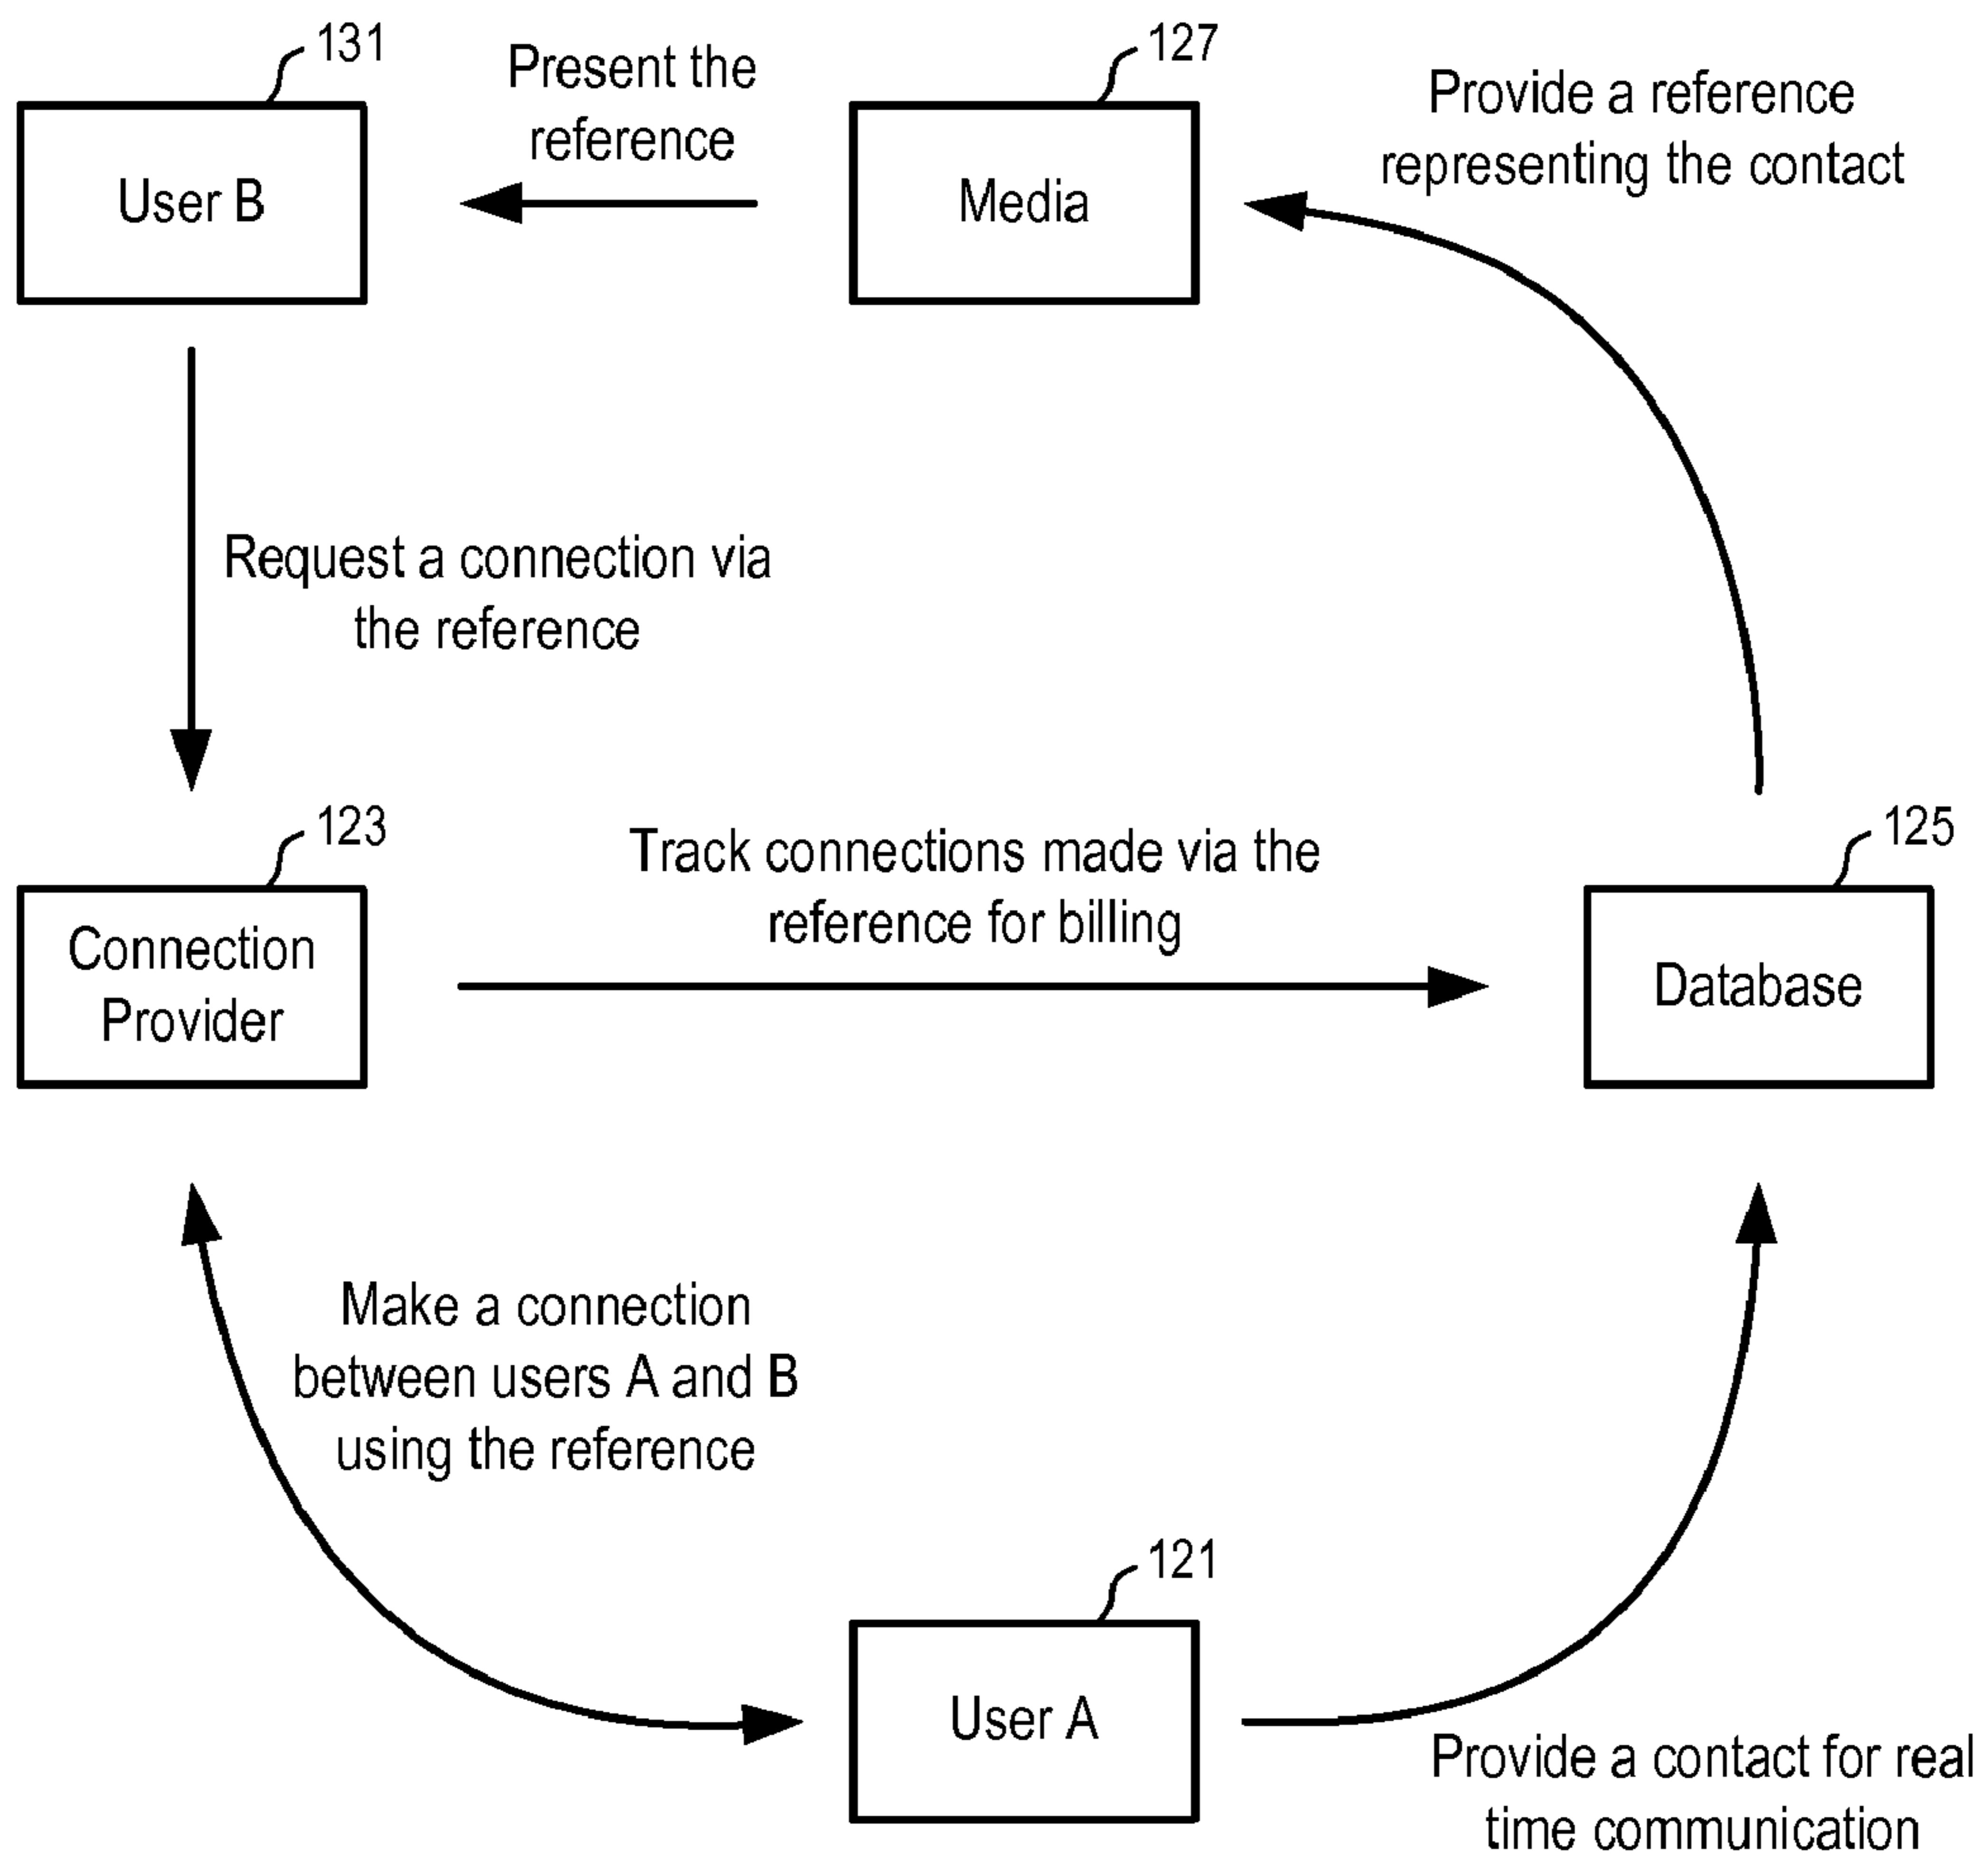 131
Present the
reference
127
Provide a reference
representing the contact
User B
Media
Request a connection via
the reference
123
Track connections made via the
reference for billing
125
Connection
Provider
Database
Make a connection
between users A and B
using the reference
121
User A
Provide a contact for real
time communication